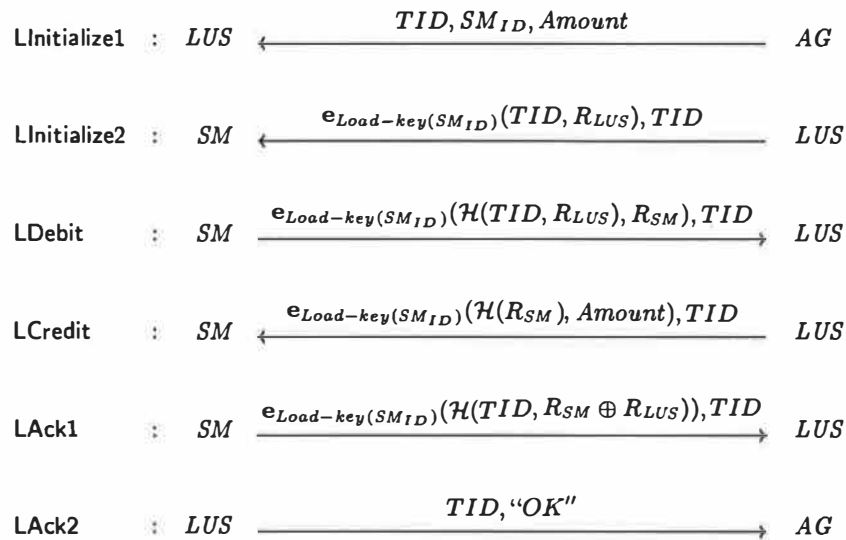 TID, SM_ID, Amount
LInitialize1 : LUS AG
e_Load-key(SM_ID)(TID, R_LUS), TID
LInitialize2 : SM LUS
e_Load-key(SM_ID)(ℋ(TID, R_LUS), R_SM), TID
LDebit : SM LUS
e_Load-key(SM_ID)(ℋ(R_SM), Amount), TID
LCredit : SM LUS
e_Load-key(SM_ID)(ℋ(TID, R_SM ⊕ R_LUS)), TID
LAck1 : SM LUS
TID, “OK”
LAck2 : LUS AG